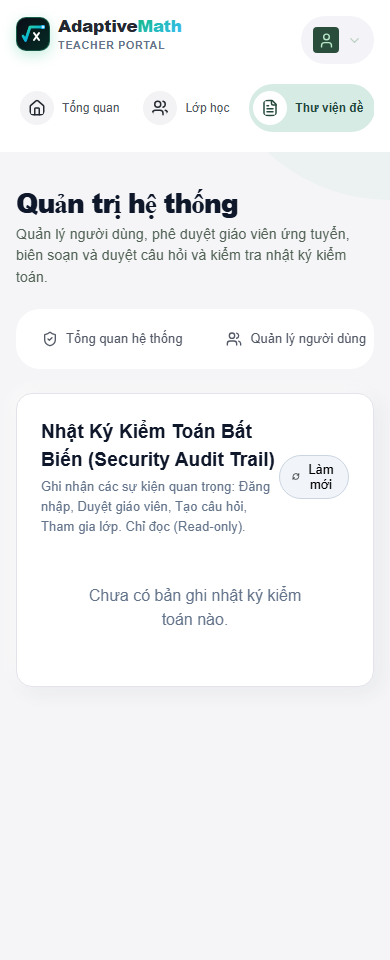 AdaptiveMath
TEACHER PORTAL
Tổng quan
Lớp học
Thư viện đề
Quản trị hệ thống
Quản lý người dùng, phê duyệt giáo viên ứng tuyển,
biên soạn và duyệt câu hỏi và kiểm tra nhật ký kiểm
toán.
Tổng quan hệ thống
Quản lý người dùng
Nhật Ký Kiểm Toán Bất
Biến (Security Audit Trail)
Ghi nhận các sự kiện quan trọng: Đăng
nhập, Duyệt giáo viên, Tạo câu hỏi,
Tham gia lớp. Chỉ đọc (Read-only).
Làm
mới
Chưa có bản ghi nhật ký kiểm
toán nào.